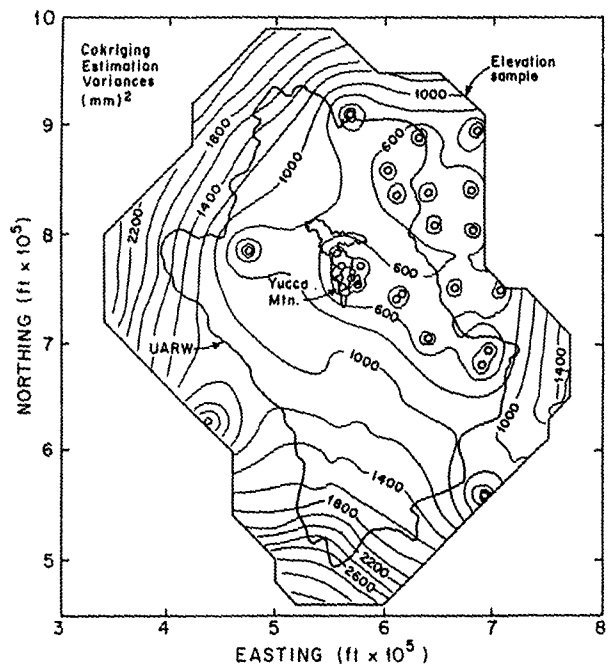 Cokriging
Estimation
Variances
(mm)2
Elevation
sample
1000
1800
600
1000
1400
2200
600
Yucca
Mtn.
600
UARW
1000
1400
1000
1400
1800
2200
2600
10
9
8
7
6
5
NORTHING (ft x 10⁵)
3 4 5 6 7 8
EASTING (ft x 10⁵)